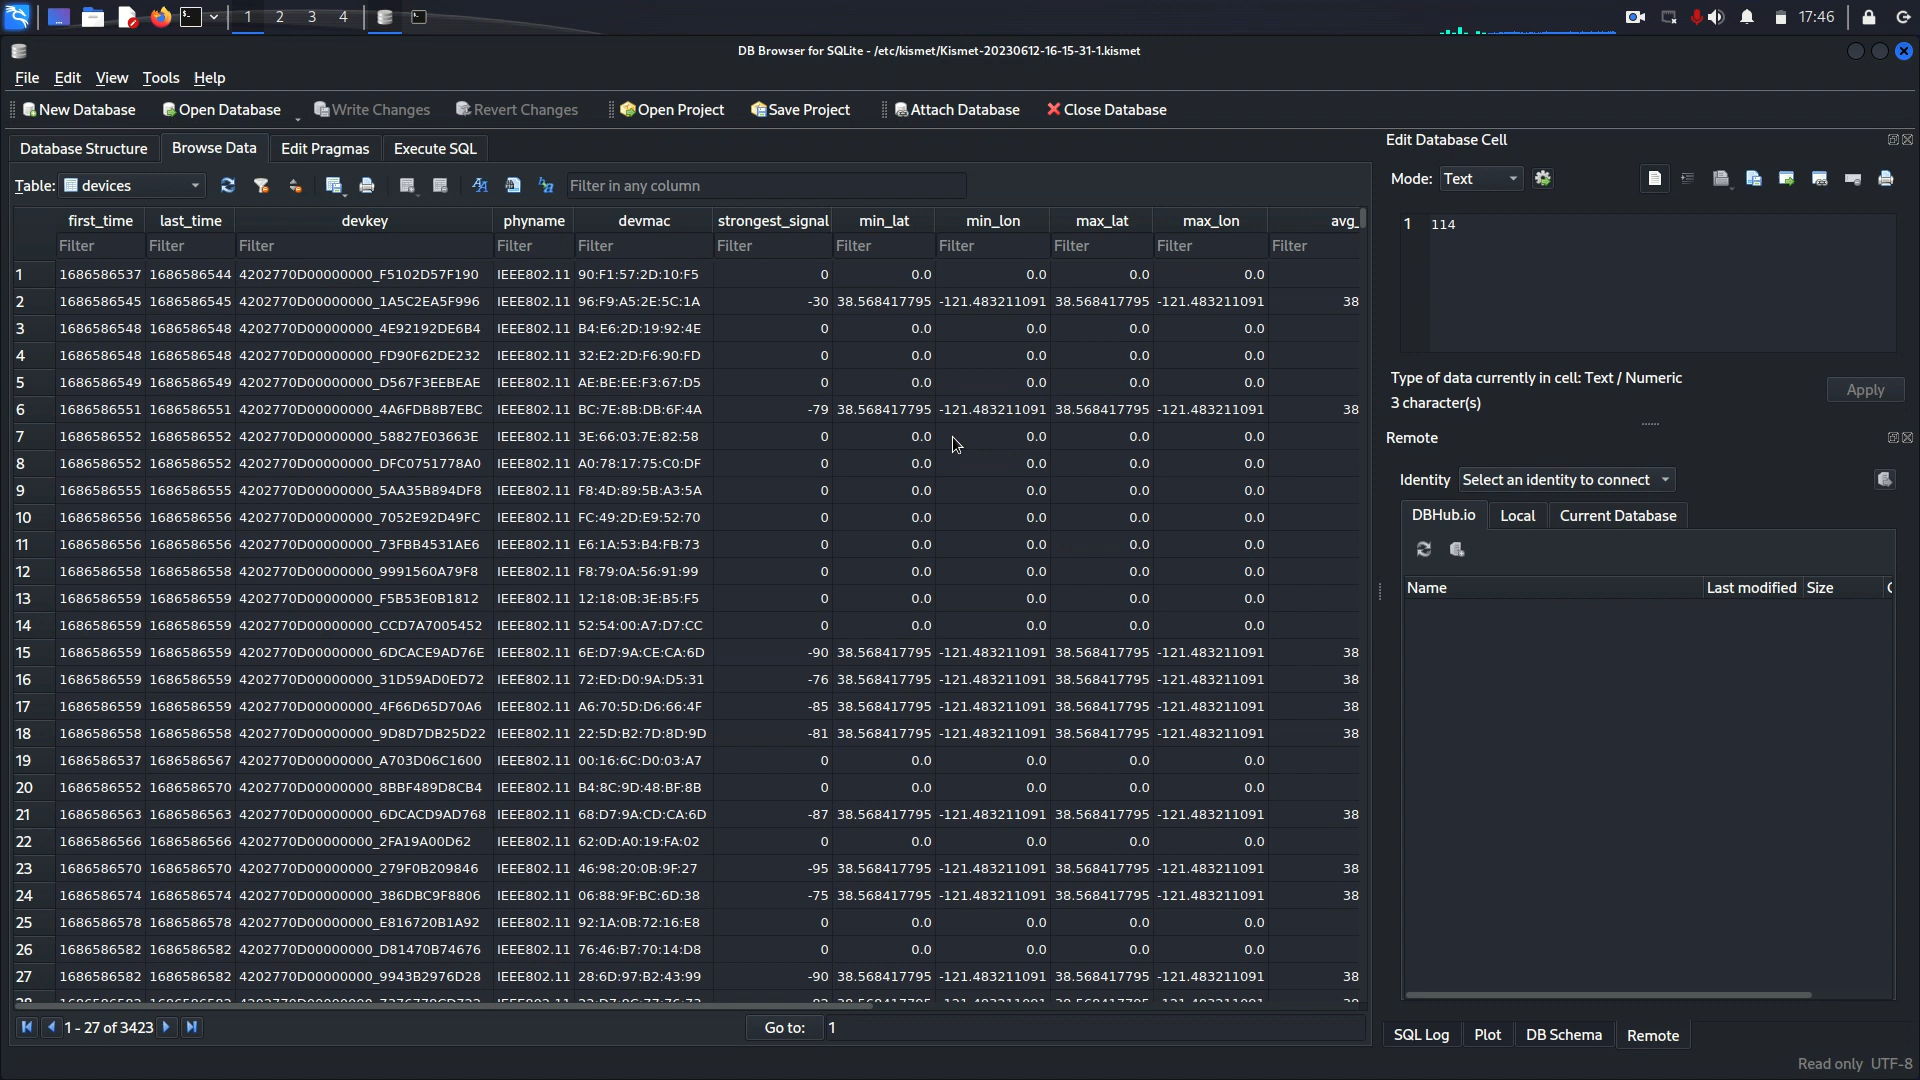 1 2 3 4 17:46
DB Browser for SQLite - /etc/kismet/Kismet-20230612-16-15-31-1.kismet
File Edit View Tools Help
New Database Open Database Write Changes Revert Changes Open Project Save Project Attach Database Close Database
Database Structure Browse Data Edit Pragmas Execute SQL
Table: devices Filter in any column
first_time last_time devkey phyname devmac strongest_signal min_lat min_lon max_lat max_lon avg_
Filter Filter Filter Filter Filter Filter Filter Filter Filter Filter Filter
1 1686586537 1686586544 4202770D00000000_F5102D57F190 IEEE802.11 90:F1:57:2D:10:F5 0 0.0 0.0 0.0 0.0
2 1686586545 1686586545 4202770D00000000_1A5C2EA5F996 IEEE802.11 96:F9:A5:2E:5C:1A -30 38.568417795 -121.483211091 38.568417795 -121.483211091 38
3 1686586548 1686586548 4202770D00000000_4E92192DE6B4 IEEE802.11 B4:E6:2D:19:92:4E 0 0.0 0.0 0.0 0.0
4 1686586548 1686586548 4202770D00000000_FD90F62DE232 IEEE802.11 32:E2:2D:F6:90:FD 0 0.0 0.0 0.0 0.0
5 1686586549 1686586549 4202770D00000000_D567F3EEBEAE IEEE802.11 AE:BE:EE:F3:67:D5 0 0.0 0.0 0.0 0.0
6 1686586551 1686586551 4202770D00000000_4A6FDB8B7EBC IEEE802.11 BC:7E:8B:DB:6F:4A -79 38.568417795 -121.483211091 38.568417795 -121.483211091 38
7 1686586552 1686586552 4202770D00000000_58827E03663E IEEE802.11 3E:66:03:7E:82:58 0 0.0 0.0 0.0 0.0
8 1686586552 1686586552 4202770D00000000_DFC0751778A0 IEEE802.11 A0:78:17:75:C0:DF 0 0.0 0.0 0.0 0.0
9 1686586555 1686586555 4202770D00000000_5AA35B894DF8 IEEE802.11 F8:4D:89:5B:A3:5A 0 0.0 0.0 0.0 0.0
10 1686586556 1686586556 4202770D00000000_7052E92D49FC IEEE802.11 FC:49:2D:E9:52:70 0 0.0 0.0 0.0 0.0
11 1686586556 1686586556 4202770D00000000_73FBB4531AE6 IEEE802.11 E6:1A:53:B4:FB:73 0 0.0 0.0 0.0 0.0
12 1686586558 1686586558 4202770D00000000_9991560A79F8 IEEE802.11 F8:79:0A:56:91:99 0 0.0 0.0 0.0 0.0
13 1686586559 1686586559 4202770D00000000_F5B53E0B1812 IEEE802.11 12:18:0B:3E:B5:F5 0 0.0 0.0 0.0 0.0
14 1686586559 1686586559 4202770D00000000_CCD7A7005452 IEEE802.11 52:54:00:A7:D7:CC 0 0.0 0.0 0.0 0.0
15 1686586559 1686586559 4202770D00000000_6DCACE9AD76E IEEE802.11 6E:D7:9A:CE:CA:6D -90 38.568417795 -121.483211091 38.568417795 -121.483211091 38
16 1686586559 1686586559 4202770D00000000_31D59AD0ED72 IEEE802.11 72:ED:D0:9A:D5:31 -76 38.568417795 -121.483211091 38.568417795 -121.483211091 38
17 1686586559 1686586559 4202770D00000000_4F66D65D70A6 IEEE802.11 A6:70:5D:D6:66:4F -85 38.568417795 -121.483211091 38.568417795 -121.483211091 38
18 1686586558 1686586558 4202770D00000000_9D8D7DB25D22 IEEE802.11 22:5D:B2:7D:8D:9D -81 38.568417795 -121.483211091 38.568417795 -121.483211091 38
19 1686586537 1686586567 4202770D00000000_A703D06C1600 IEEE802.11 00:16:6C:D0:03:A7 0 0.0 0.0 0.0 0.0
20 1686586552 1686586570 4202770D00000000_8BBF489D8CB4 IEEE802.11 B4:8C:9D:48:BF:8B 0 0.0 0.0 0.0 0.0
21 1686586563 1686586563 4202770D00000000_6DCACD9AD768 IEEE802.11 68:D7:9A:CD:CA:6D -87 38.568417795 -121.483211091 38.568417795 -121.483211091 38
22 1686586566 1686586566 4202770D00000000_2FA19A00D62 IEEE802.11 62:0D:A0:19:FA:02 0 0.0 0.0 0.0 0.0
23 1686586570 1686586570 4202770D00000000_279F0B209846 IEEE802.11 46:98:20:0B:9F:27 -95 38.568417795 -121.483211091 38.568417795 -121.483211091 38
24 1686586574 1686586574 4202770D00000000_386DBC9F8806 IEEE802.11 06:88:9F:BC:6D:38 -75 38.568417795 -121.483211091 38.568417795 -121.483211091 38
25 1686586578 1686586578 4202770D00000000_E816720B1A92 IEEE802.11 92:1A:0B:72:16:E8 0 0.0 0.0 0.0 0.0
26 1686586582 1686586582 4202770D00000000_D81470B74676 IEEE802.11 76:46:B7:70:14:D8 0 0.0 0.0 0.0 0.0
27 1686586582 1686586582 4202770D00000000_9943B2976D28 IEEE802.11 28:6D:97:B2:43:99 -90 38.568417795 -121.483211091 38.568417795 -121.483211091 38
1 - 27 of 3423 Go to: 1
Edit Database Cell
Mode: Text
1 114
Type of data currently in cell: Text / Numeric
3 character(s)
Apply
Remote
Identity Select an identity to connect
DBHub.io Local Current Database
Name Last modified Size
SQL Log Plot DB Schema Remote
Read only UTF-8